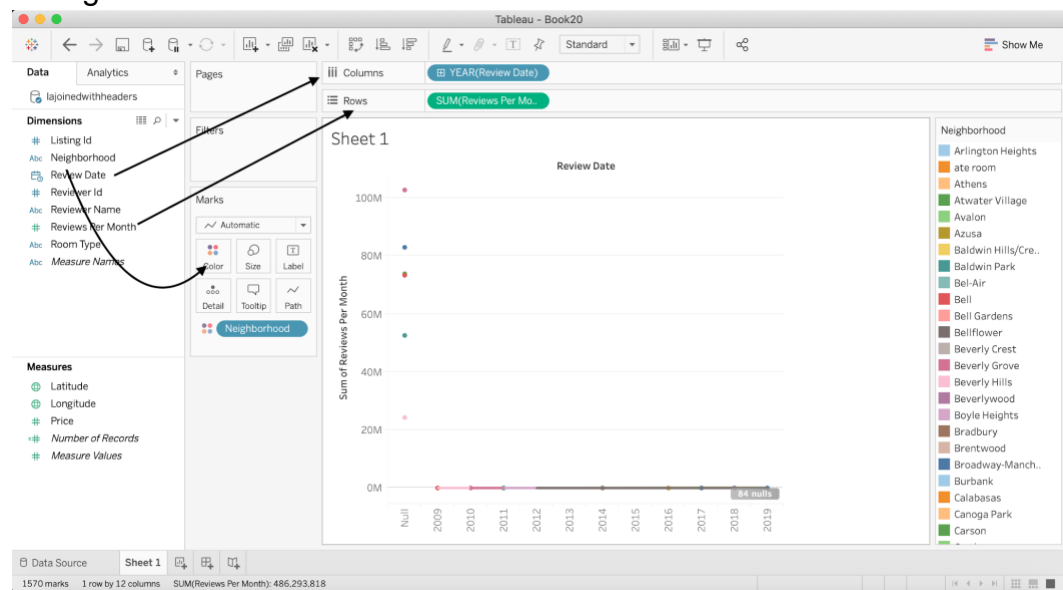 Tableau - Book20
Standard
Show Me
Data
Analytics
Pages
Columns
YEAR(Review Date)
lajoinedwithheaders
Rows
SUM(Reviews Per Mo..
Dimensions
Filters
Sheet 1
Neighborhood
# Listing Id
Abc Neighborhood
Review Date
# Reviewer Id
Abc Reviewer Name
# Reviews Per Month
Abc Room Type
Abc Measure Names
Marks
Automatic
Color
Size
Label
Detail
Tooltip
Path
Neighborhood
Measures
Latitude
Longitude
# Price
=# Number of Records
# Measure Values
Review Date
Sum of Reviews Per Month
100M
80M
60M
40M
20M
0M
84 nulls
Null
2009
2010
2011
2012
2013
2014
2015
2016
2017
2018
2019
Arlington Heights
ate room
Athens
Atwater Village
Avalon
Azusa
Baldwin Hills/Cre..
Baldwin Park
Bel-Air
Bell
Bell Gardens
Bellflower
Beverly Crest
Beverly Grove
Beverly Hills
Beverlywood
Boyle Heights
Bradbury
Brentwood
Broadway-Manch..
Burbank
Calabasas
Canoga Park
Carson
Data Source
Sheet 1
1570 marks 1 row by 12 columns SUM(Reviews Per Month): 486,293,818